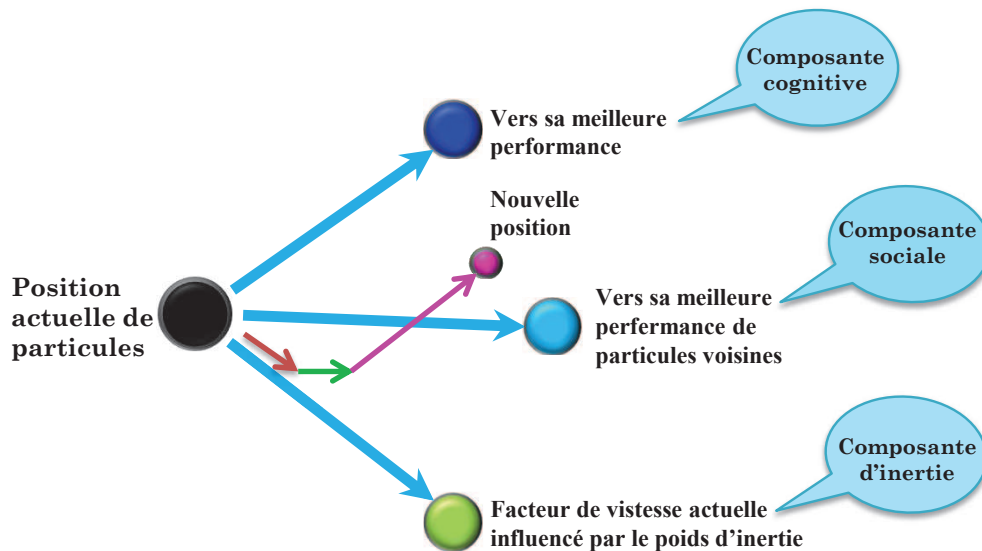 Composante
cognitive
Vers sa meilleure
performance
Nouvelle
position
Composante
sociale
Position
actuelle de
particules
Vers sa meilleure
perfermance de
particules voisines
Composante
d'inertie
Facteur de vistesse actuelle
influencé par le poids d'inertie